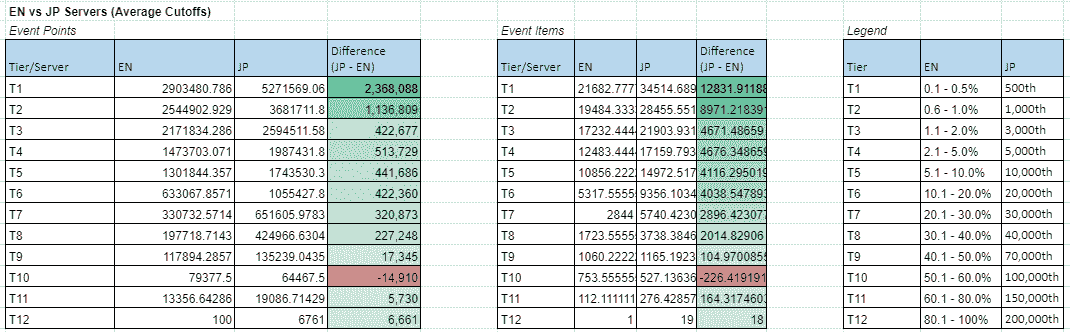 EN vs JP Servers (Average Cutoffs)
Event Points Event Items Legend
Difference Difference
Tier/Server EN JP (JP - EN) Tier/Server EN JP (JP - EN) Tier EN JP
T1 2903480.786 5271569.06 2,368,088 T1 21682.777 34514.689 12831.91188 T1 0.1 - 0.5% 500th
T2 2544902.929 3681711.8 1,136,809 T2 19484.333 28455.551 8971.218391 T2 0.6 - 1.0% 1,000th
T3 2171834.286 2594511.58 422,677 T3 17232.444 21903.931 4671.48659 T3 1.1 - 2.0% 3,000th
T4 1473703.071 1987431.8 513,729 T4 12483.444 17159.793 4676.348659 T4 2.1 - 5.0% 5,000th
T5 1301844.357 1743530.3 441,686 T5 10856.222 14972.517 4116.295019 T5 5.1 - 10.0% 10,000th
T6 633067.8571 1055427.8 422,360 T6 5317.5555 9356.1034 4038.547893 T6 10.1 - 20.0% 20,000th
T7 330732.5714 651605.9783 320,873 T7 2844 5740.4230 2896.423077 T7 20.1 - 30.0% 30,000th
T8 197718.7143 424966.6304 227,248 T8 1723.5555 3738.3846 2014.82906 T8 30.1 - 40.0% 40,000th
T9 117894.2857 135239.0435 17,345 T9 1060.2222 1165.1923 104.9700855 T9 40.1 - 50.0% 70,000th
T10 79377.5 64467.5 -14,910 T10 753.55555 527.13636 -226.419191 T10 50.1 - 60.0% 100,000th
T11 13356.64286 19086.71429 5,730 T11 112.111111 276.42857 164.317460 T11 60.1 - 80.0% 150,000th
T12 100 6761 6,661 T12 1 19 18 T12 80.1 - 100% 200,000th